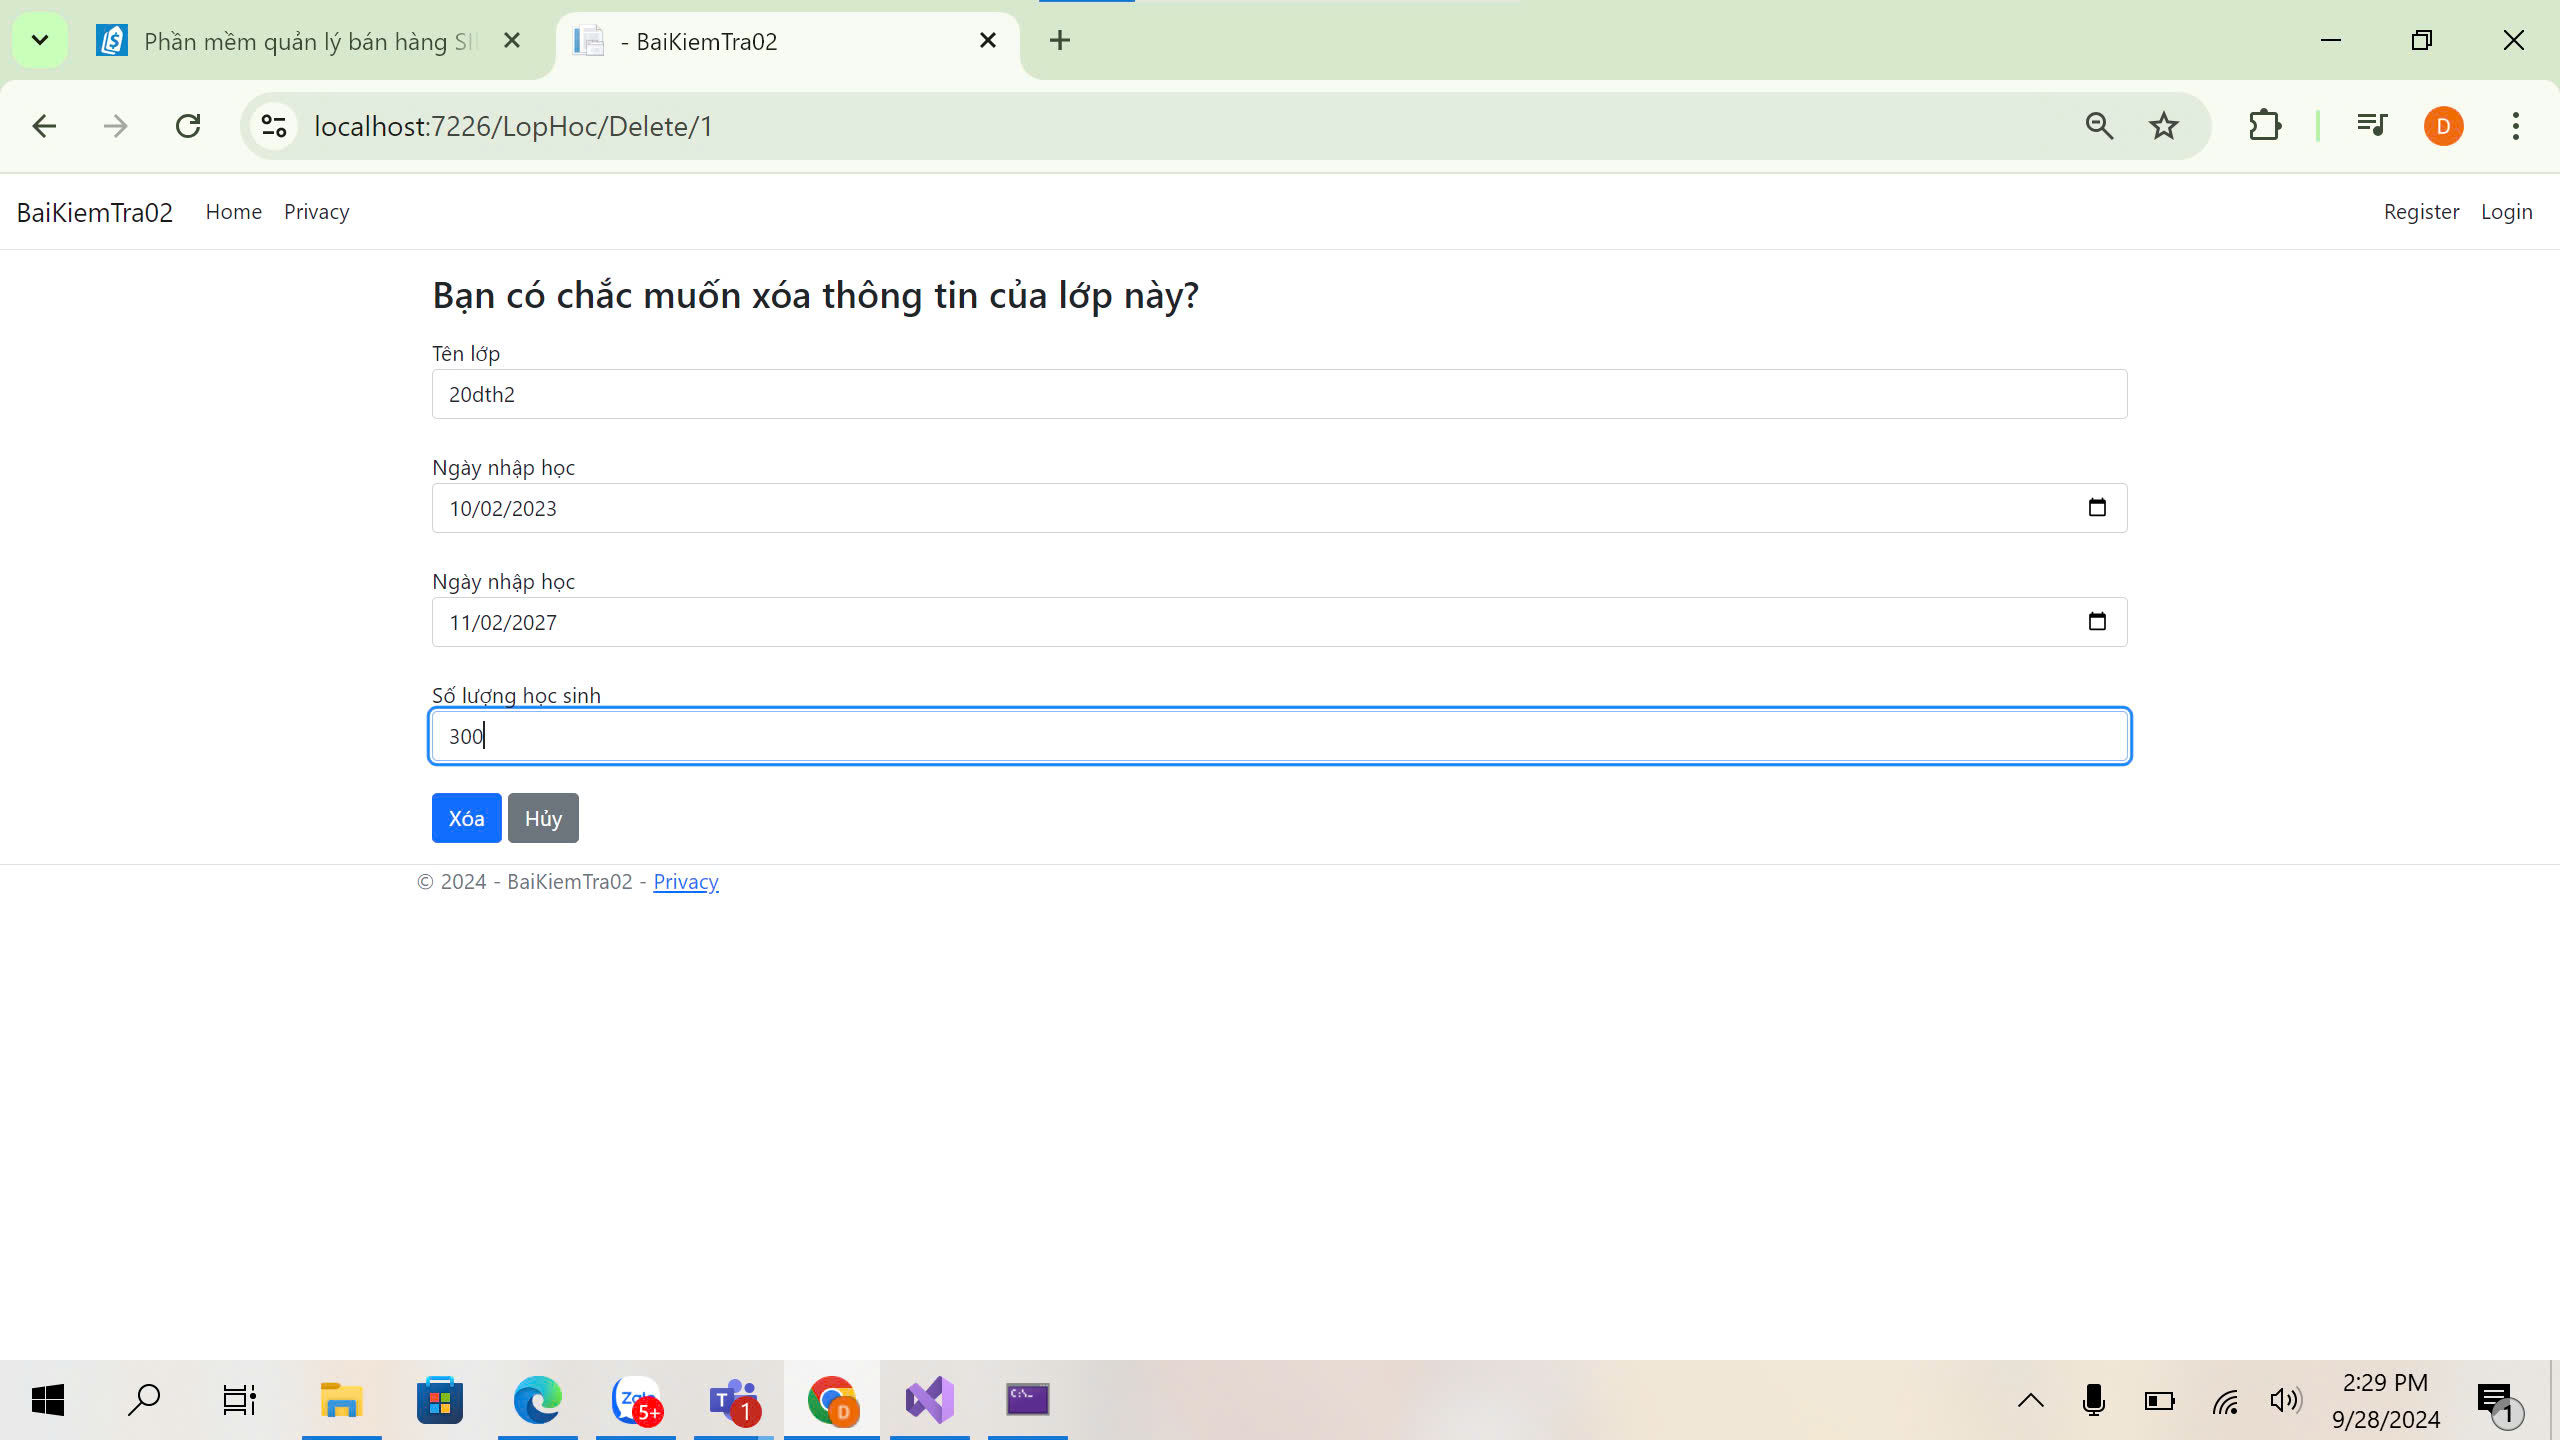 Phần mềm quản lý bán hàng
- BaiKiemTra02
localhost:7226/LopHoc/Delete/1
D
BaiKiemTra02 Home Privacy Register Login
Bạn có chắc muốn xóa thông tin của lớp này?
Tên lớp
20dth2
Ngày nhập học
10/02/2023
Ngày nhập học
11/02/2027
Số lượng học sinh
300
Xóa Hủy
© 2024 - BaiKiemTra02 - Privacy
5+
T 1
D
C:\_
2:29 PM
9/28/2024
1